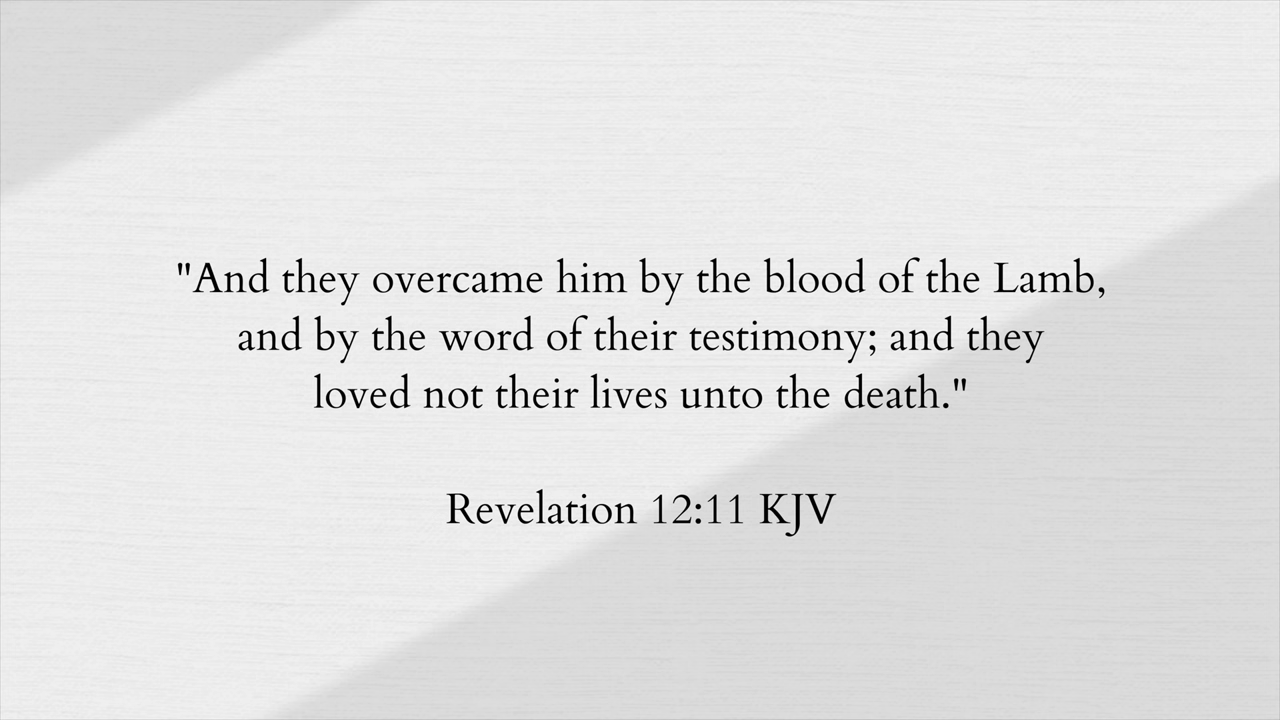 "And they overcame him by the blood of the Lamb,
and by the word of their testimony; and they
loved not their lives unto the death."
Revelation 12:11 KJV